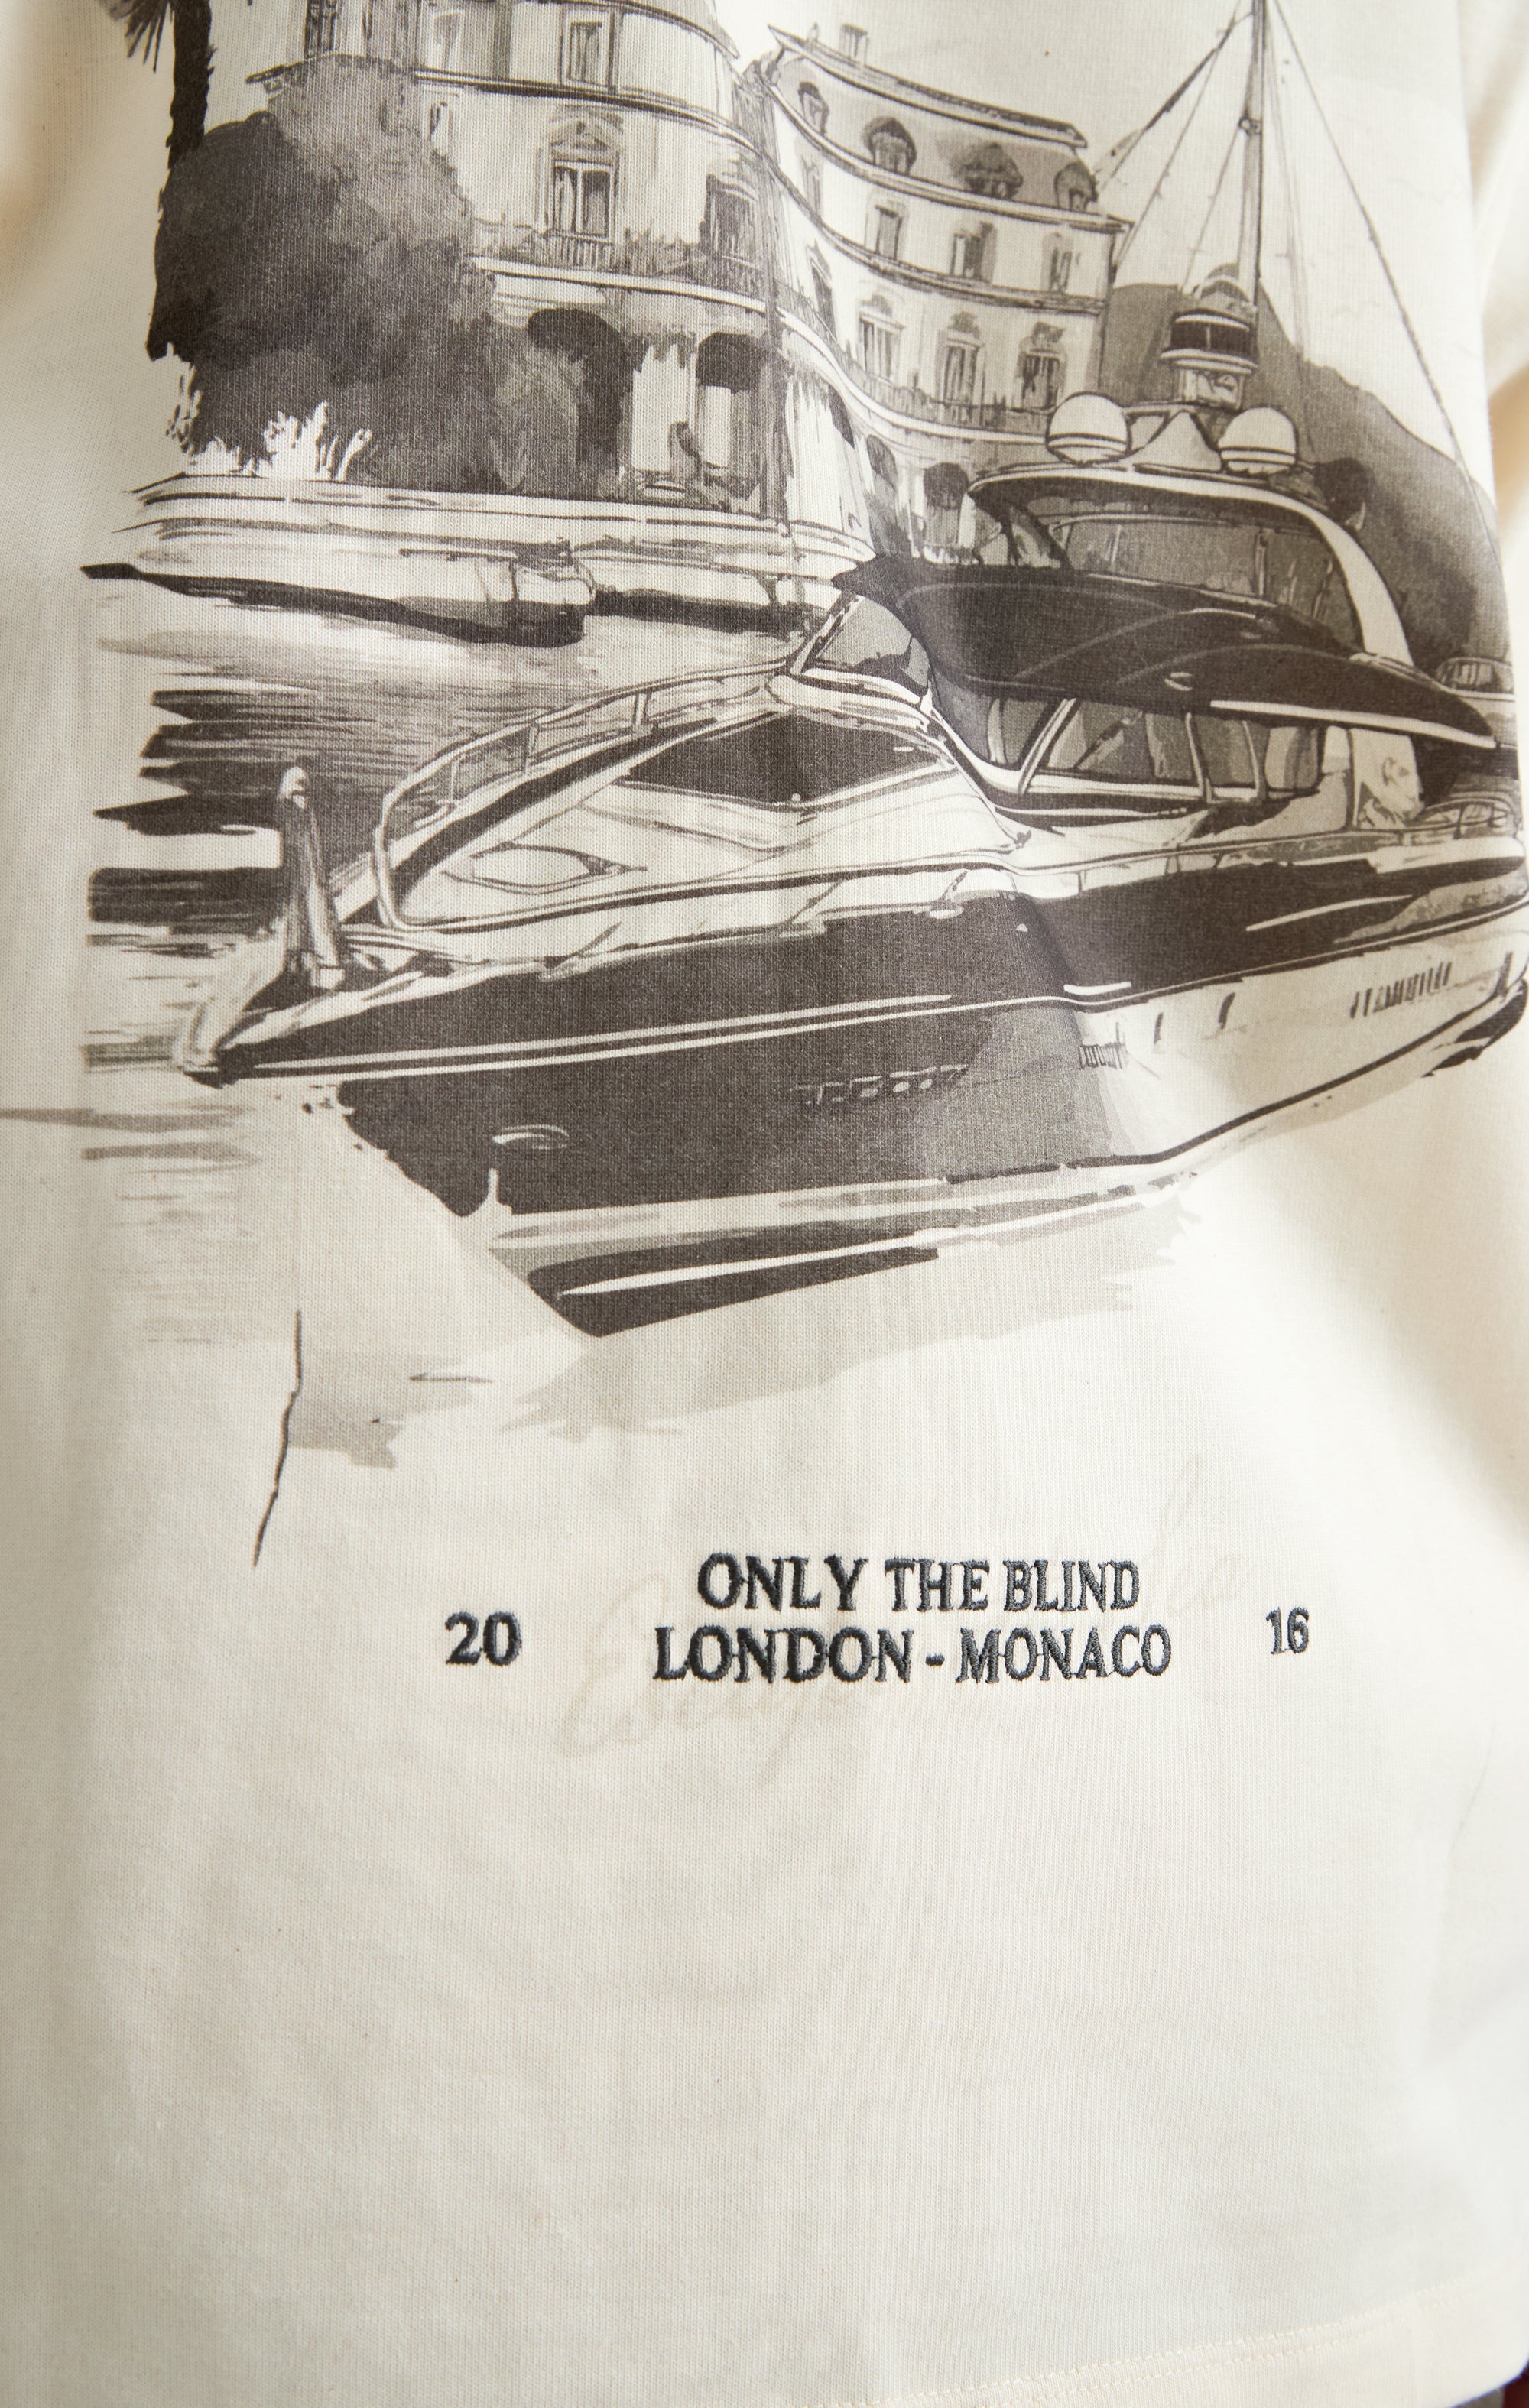 ONLY THE BLIND
20 LONDON - MONACO 16